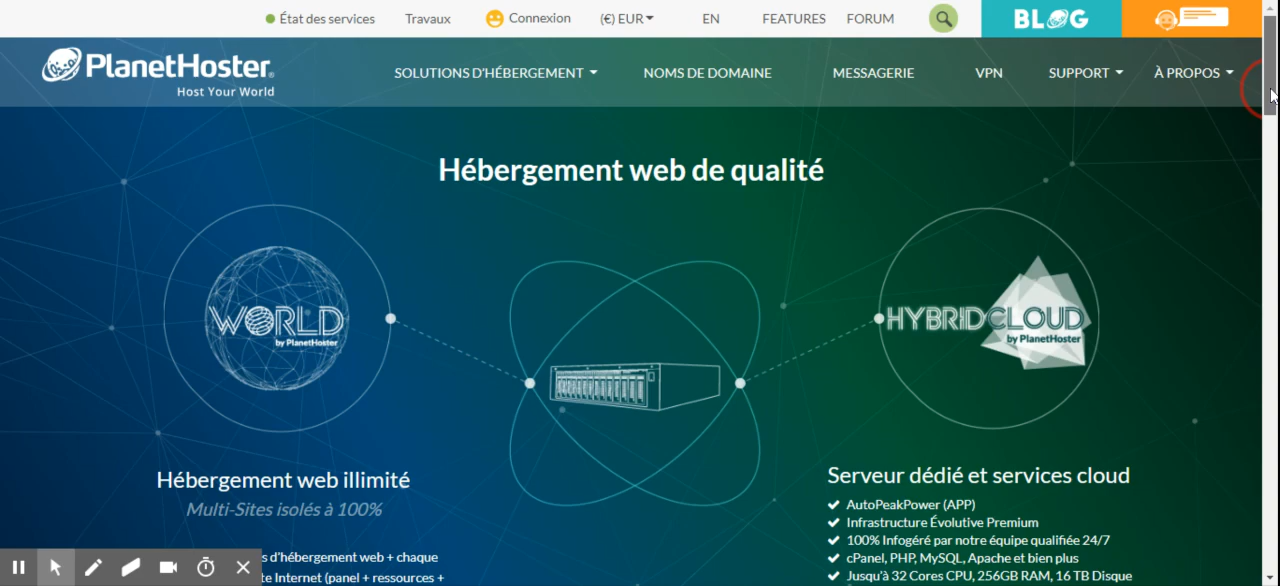 État des services Travaux Connexion (€) EUR EN FEATURES FORUM BLOG
PlanetHoster®
Host Your World
SOLUTIONS D'HÉBERGEMENT NOMS DE DOMAINE MESSAGERIE VPN SUPPORT À PROPOS
Hébergement web de qualité
WORLD
by PlanetHoster
HYBRIDCLOUD
by PlanetHoster
Hébergement web illimité
Multi-Sites isolés à 100%
d'hébergement web + chaque
Internet (panel + ressources +
Serveur dédié et services cloud
AutoPeakPower (APP)
Infrastructure Évolutive Premium
100% Infogéré par notre équipe qualifiée 24/7
cPanel, PHP, MySQL, Apache et bien plus
Jusqu'à 32 Cores CPU, 256GB RAM, 16 TB Disque